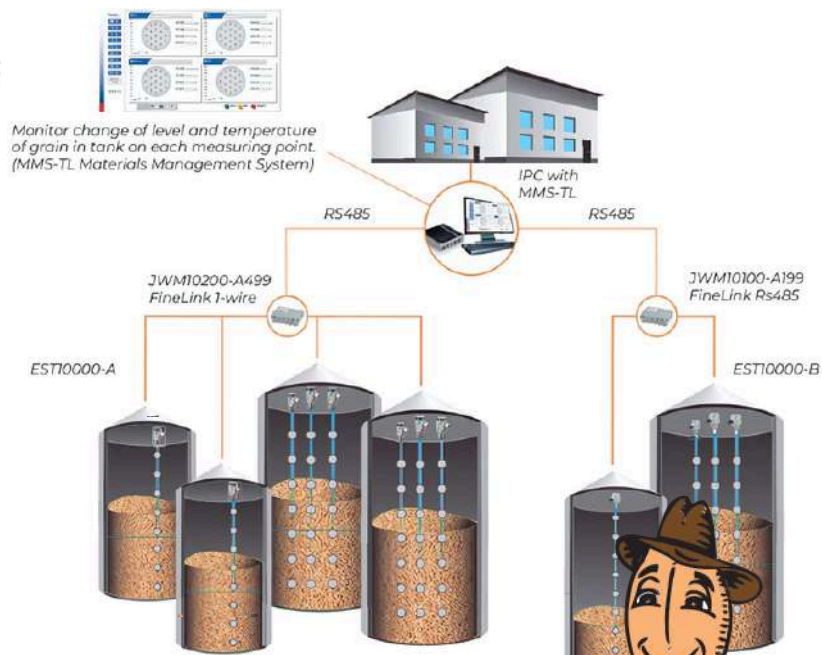 Monitor change of level and temperature
of grain in tank on each measuring point.
(MMS-TL Materials Management System)
IPC with
MMS-TL
RS485
RS485
JWM10200-A499
FineLink 1-wire
JWM10100-A199
FineLink Rs485
EST10000-A
EST10000-B